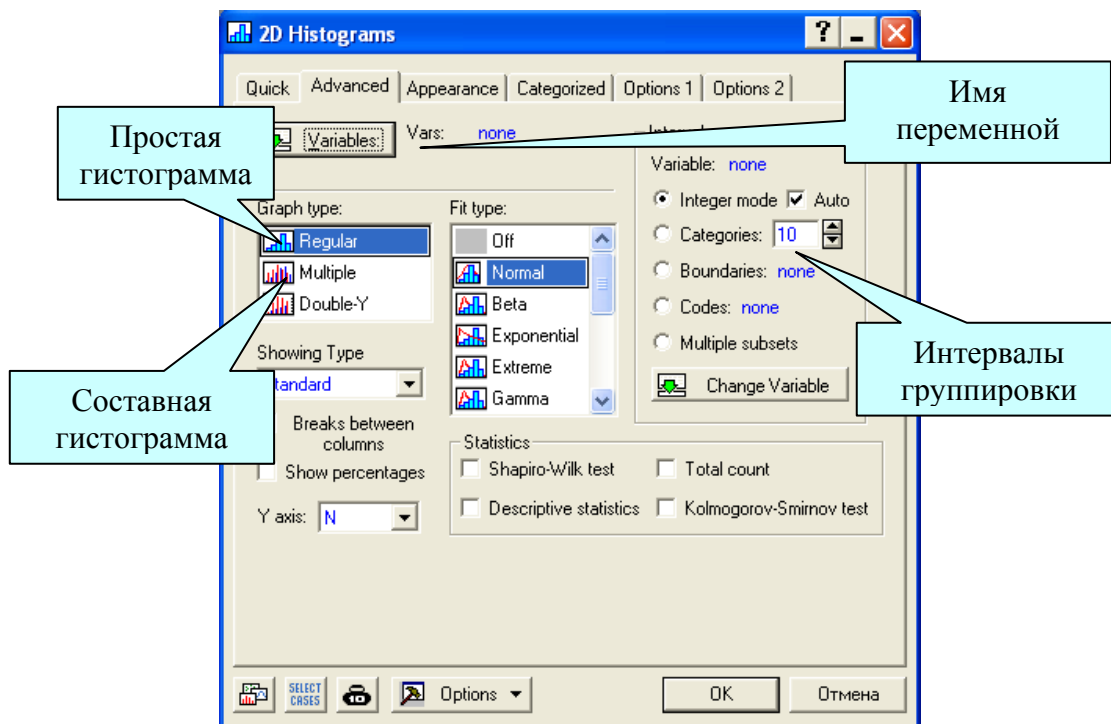 2D Histograms
Quick Advanced Appearance Categorized Options 1 Options 2
Имя
переменной
Простая
гистограмма
Variables:
Vars: none
Variable: none
Integer mode Auto
Categories: 10
Boundaries: none
Codes: none
Multiple subsets
Change Variable
Интервалы
группировки
Graph type:
Regular
Multiple
Double-Y
Fit type:
Off
Normal
Beta
Exponential
Extreme
Gamma
Showing Type
Составная
гистограмма
Breaks between
columns
Show percentages
Y axis: N
Statistics
Shapiro-Wilk test
Total count
Descriptive statistics
Kolmogorov-Smirnov test
SELECT
CASES
Options
OK
Отмена